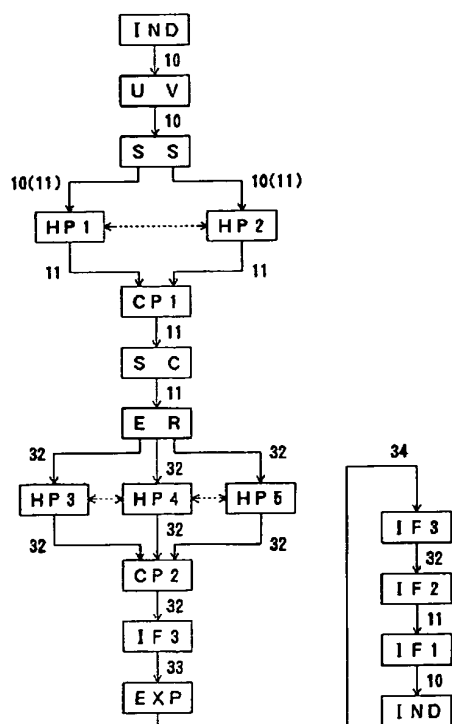 IND
10
U V
10
S S
10(11) 10(11)
HP1 HP2
11 11
CP1
11
S C
11
E R
32 32 32
HP3 HP4 HP5
32 32 32
CP2
32
IF3
33
EXP
34
IF3
32
IF2
11
IF1
10
IND